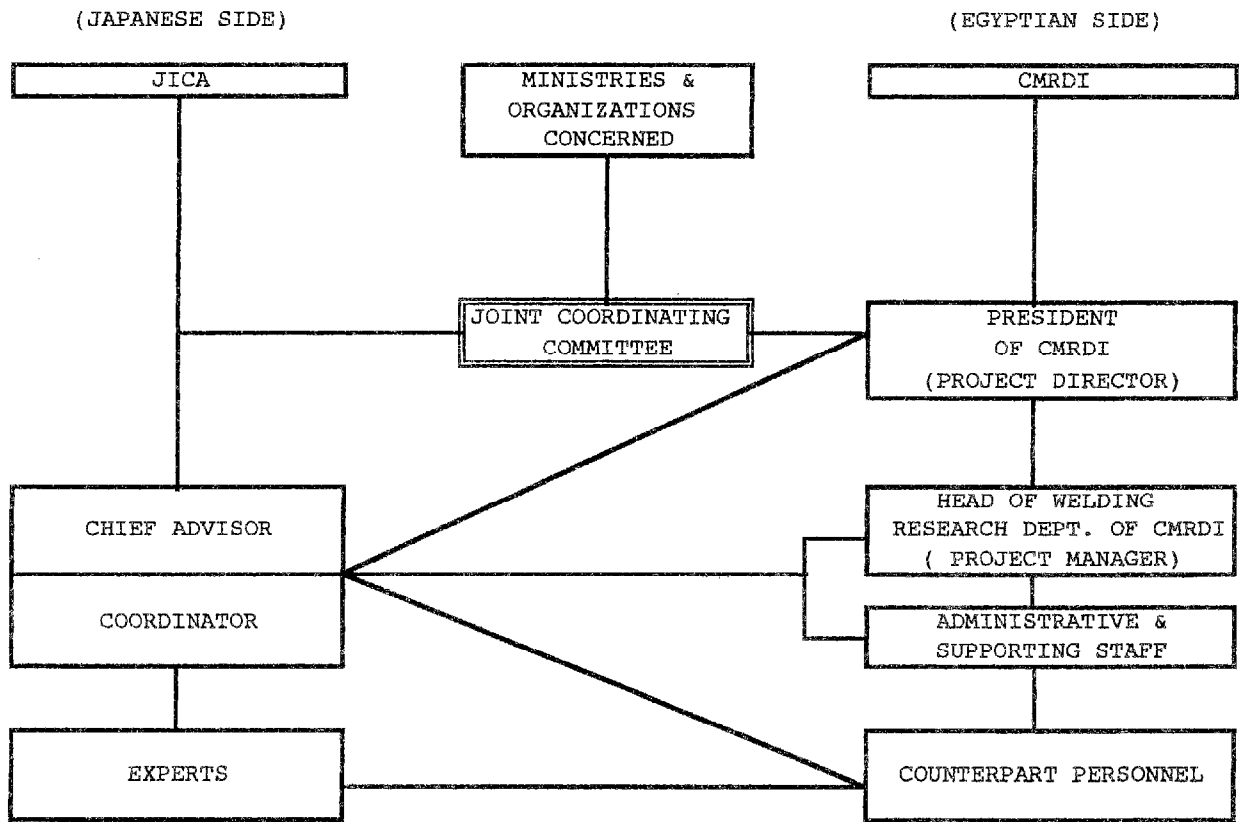 (JAPANESE SIDE)
(EGYPTIAN SIDE)
JICA
MINISTRIES &
ORGANIZATIONS
CONCERNED
CMRDI
JOINT COORDINATING
COMMITTEE
PRESIDENT
OF CMRDI
(PROJECT DIRECTOR)
CHIEF ADVISOR
COORDINATOR
HEAD OF WELDING
RESEARCH DEPT. OF CMRDI
( PROJECT MANAGER)
ADMINISTRATIVE &
SUPPORTING STAFF
EXPERTS
COUNTERPART PERSONNEL